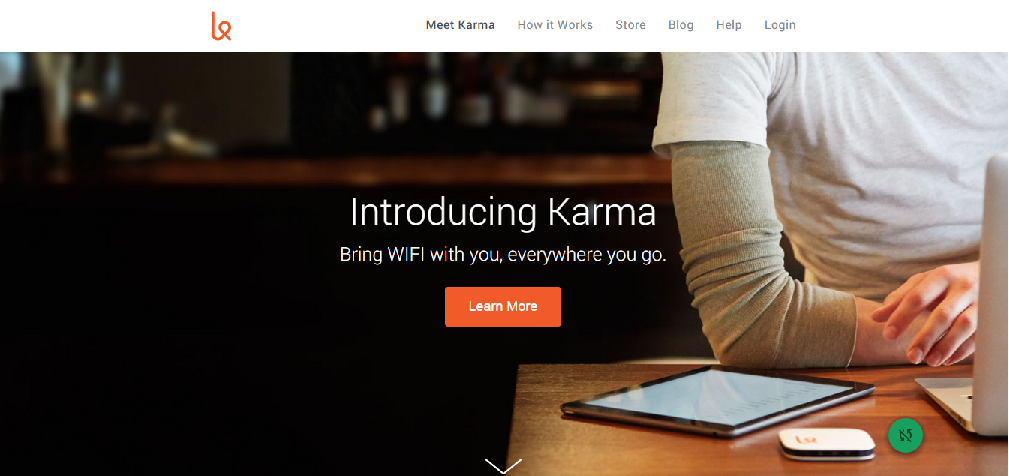 Meet Karma
How it Works
Store
Blog
Help
Login
Introducing Karma
Bring WIFI with you, everywhere you go.
Learn More